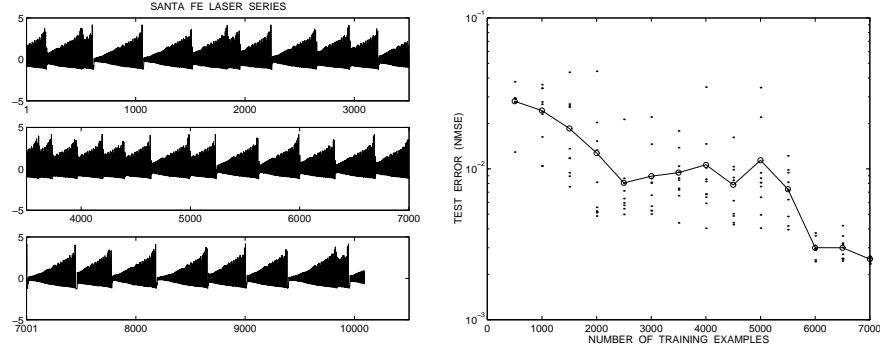 SANTA FE LASER SERIES
5
0
−5
1 1000 2000 3000
5
0
−5
4000 5000 6000 7000
5
0
−5
7001 8000 9000 10000
10−1
10−2
10−3
TEST ERROR (NMSE)
0 1000 2000 3000 4000 5000 6000 7000
NUMBER OF TRAINING EXAMPLES